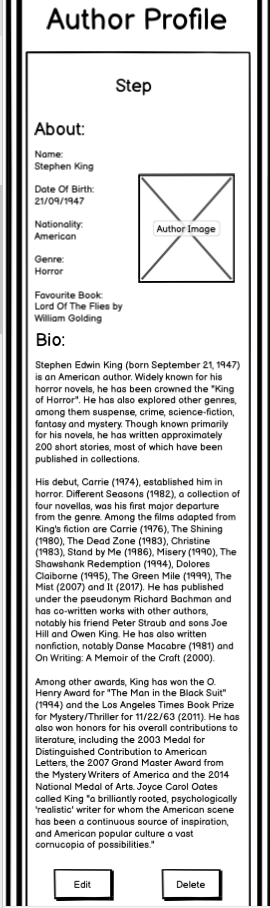 Author Profile
Step
About:
Name:
Stephen King
Date Of Birth:
21/09/1947
Nationality:
American
Author Image
Genre:
Horror
Favourite Book:
Lord Of The Flies by
William Golding
Bio:
Stephen Edwin King (born September 21, 1947)
is an American author. Widely known for his
horror novels, he has been crowned the "King
of Horror". He has also explored other genres,
among them suspense, crime, science-fiction,
fantasy and mystery. Though known primarily
for his novels, he has written approximately
200 short stories, most of which have been
published in collections.
His debut, Carrie (1974), established him in
horror. Different Seasons (1982), a collection of
four novellas, was his first major departure
from the genre. Among the films adapted from
King's fiction are Carrie (1976), The Shining
(1980), The Dead Zone (1983), Christine
(1983), Stand by Me (1986), Misery (1990), The
Shawshank Redemption (1994), Dolores
Claiborne (1995), The Green Mile (1999), The
Mist (2007) and It (2017). He has published
under the pseudonym Richard Bachman and
has co-written works with other authors,
notably his friend Peter Straub and sons Joe
Hill and Owen King. He has also written
nonfiction, notably Danse Macabre (1981) and
On Writing: A Memoir of the Craft (2000).
Among other awards, King has won the O.
Henry Award for "The Man in the Black Suit"
(1994) and the Los Angeles Times Book Prize
for Mystery/Thriller for 11/22/63 (2011). He has
also won honors for his overall contributions to
literature, including the 2003 Medal for
Distinguished Contribution to American
Letters, the 2007 Grand Master Award from
the Mystery Writers of America and the 2014
National Medal of Arts. Joyce Carol Oates
called King "a brilliantly rooted, psychologically
'realistic' writer for whom the American scene
has been a continuous source of inspiration,
and American popular culture a vast
cornucopia of possibilities."
Edit
Delete